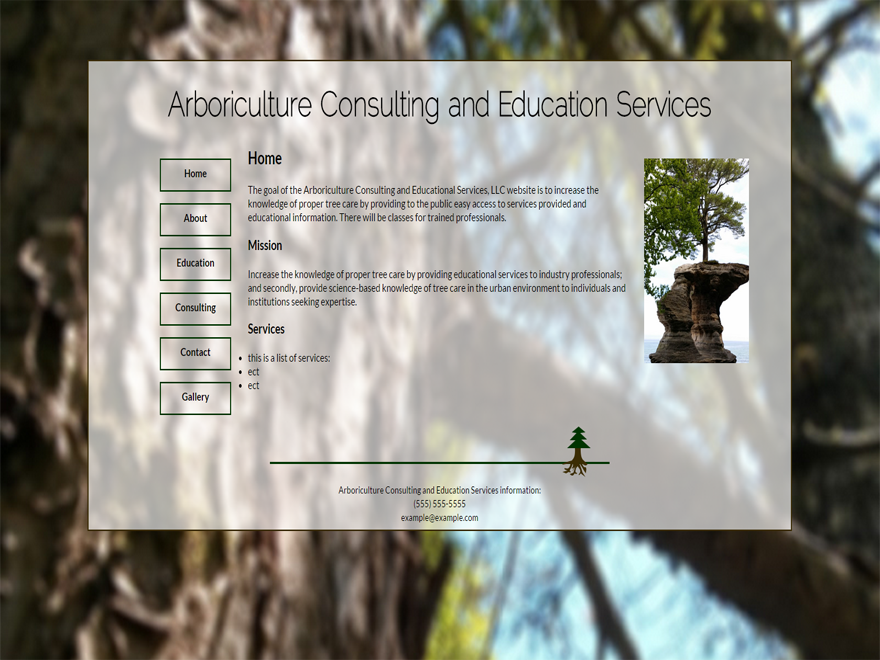 Arboriculture Consulting and Education Services
Home
About
Education
Consulting
Contact
Gallery
Home
The goal of the Arboriculture Consulting and Educational Services, LLC website is to increase the
knowledge of proper tree care by providing to the public easy access to services provided and
educational information. There will be classes for trained professionals.
Mission
Increase the knowledge of proper tree care by providing educational services to industry professionals;
and secondly, provide science-based knowledge of tree care in the urban environment to individuals and
institutions seeking expertise.
Services
• this is a list of services:
• ect
• ect
Arboriculture Consulting and Education Services information:
(555) 555-5555
example@example.com